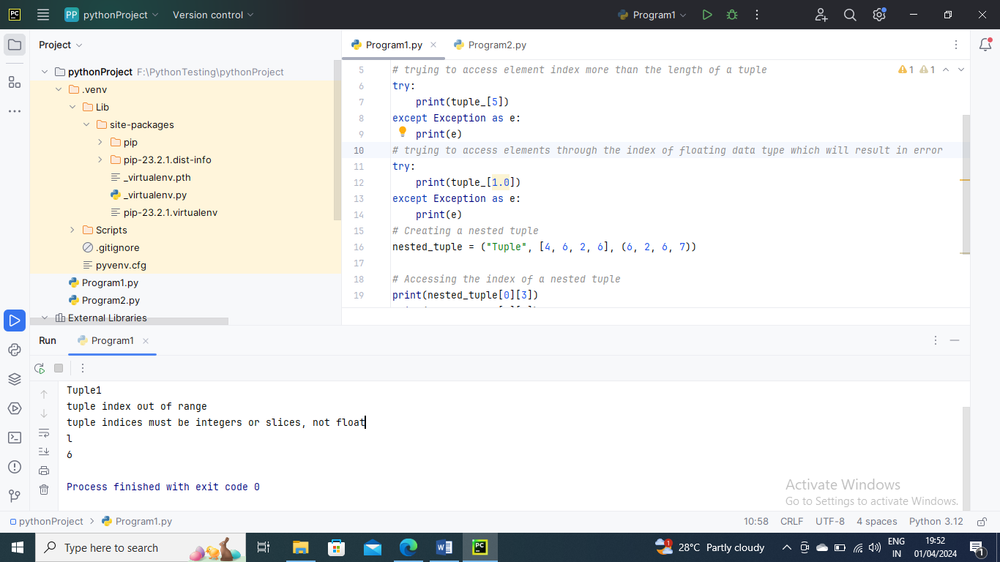 PC
PP pythonProject Version control Program1
Project
Program1.py Program2.py
pythonProject F:\PythonTesting\pythonProject
.venv
Lib
site-packages
pip
pip-23.2.1.dist-info
_virtualenv.pth
_virtualenv.py
pip-23.2.1.virtualenv
Scripts
.gitignore
pyvenv.cfg
Program1.py
Program2.py
External Libraries
5 # trying to access element index more than the length of a tuple
1 1
6 try:
7 print(tuple_[5])
8 except Exception as e:
9 print(e)
10 # trying to access elements through the index of floating data type which will result in error
11 try:
12 print(tuple_[1.0])
13 except Exception as e:
14 print(e)
15 # Creating a nested tuple
16 nested_tuple = ("Tuple", [4, 6, 2, 6], (6, 2, 6, 7))
17
18 # Accessing the index of a nested tuple
19 print(nested_tuple[0][3])
Run Program1
Tuple1
tuple index out of range
tuple indices must be integers or slices, not float
l
6
Process finished with exit code 0
Activate Windows
Go to Settings to activate Windows.
pythonProject Program1.py 10:58 CRLF UTF-8 4 spaces Python 3.12
Type here to search
W
PC
1
28°C Partly cloudy
ENG
IN
19:52
01/04/2024
1